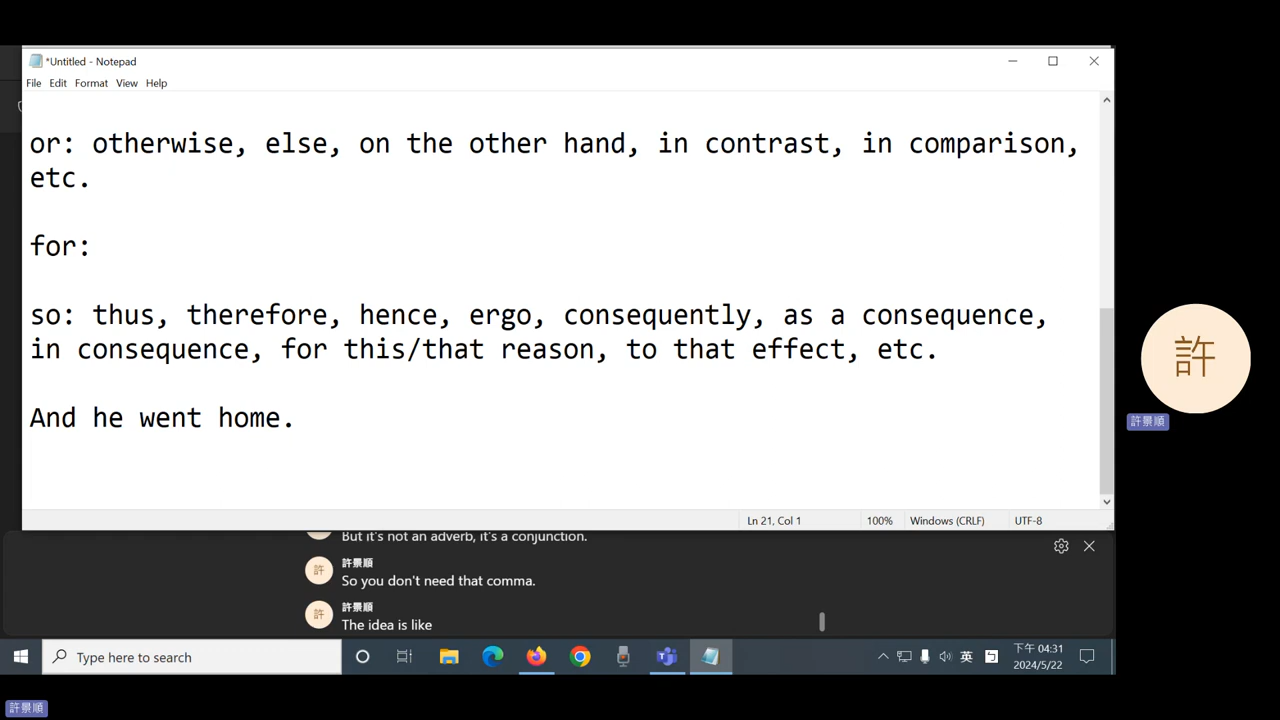 *Untitled - Notepad
File Edit Format View Help
or: otherwise, else, on the other hand, in contrast, in comparison,
etc.
for:
so: thus, therefore, hence, ergo, consequently, as a consequence,
in consequence, for this/that reason, to that effect, etc.
And he went home.
Ln 21, Col 1 100% Windows (CRLF) UTF-8
許
許景順
But it's not an adverb, it's a conjunction.
許 許景順
So you don't need that comma.
許 許景順
The idea is like
Type here to search
英
下午 04:31
2024/5/22
許景順